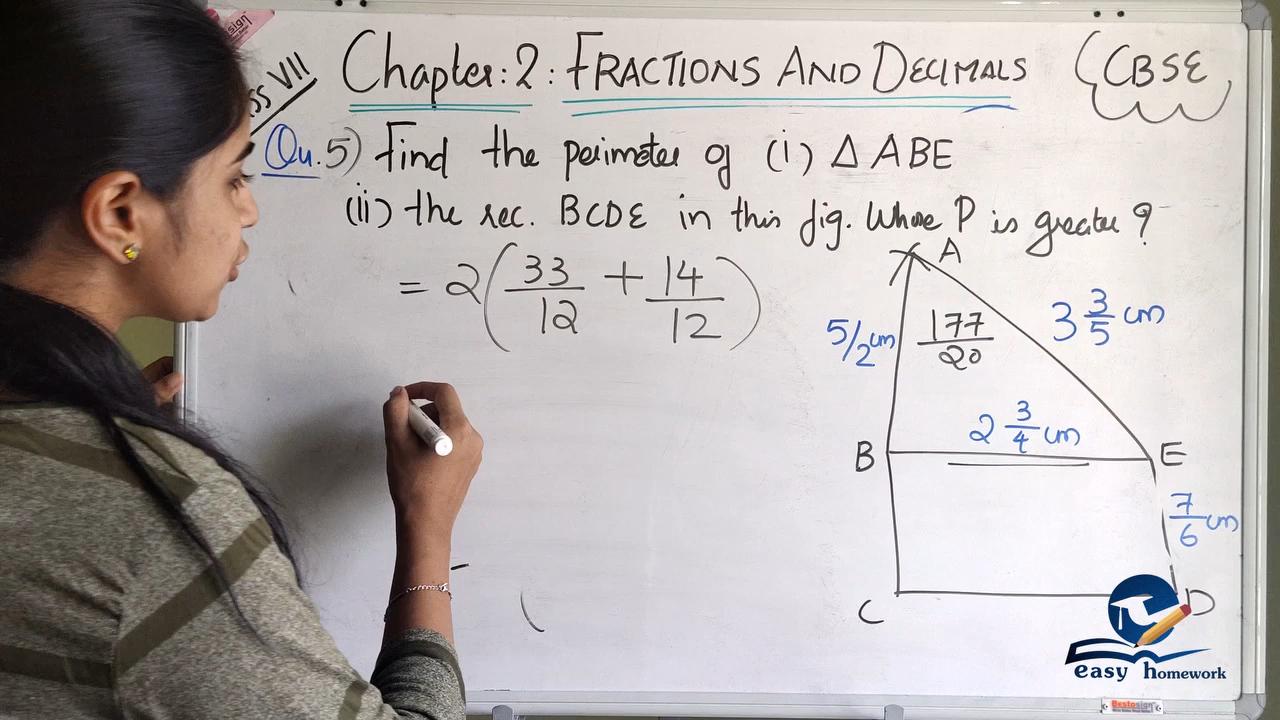 SS VII
Chapter: 2: FRACTIONS AND DECIMALS
(CBSE
Qu. 5) Find the perimeter of (i) Δ ABE
(ii) the rec. BCDE in this fig. Whose P is greater ?
= 2(33/12 + 14/12)
A
5/2 cm
177/20
3 3/5 cm
2 3/4 cm
B
E
7/6 cm
C
D
easy homework
Bestosign